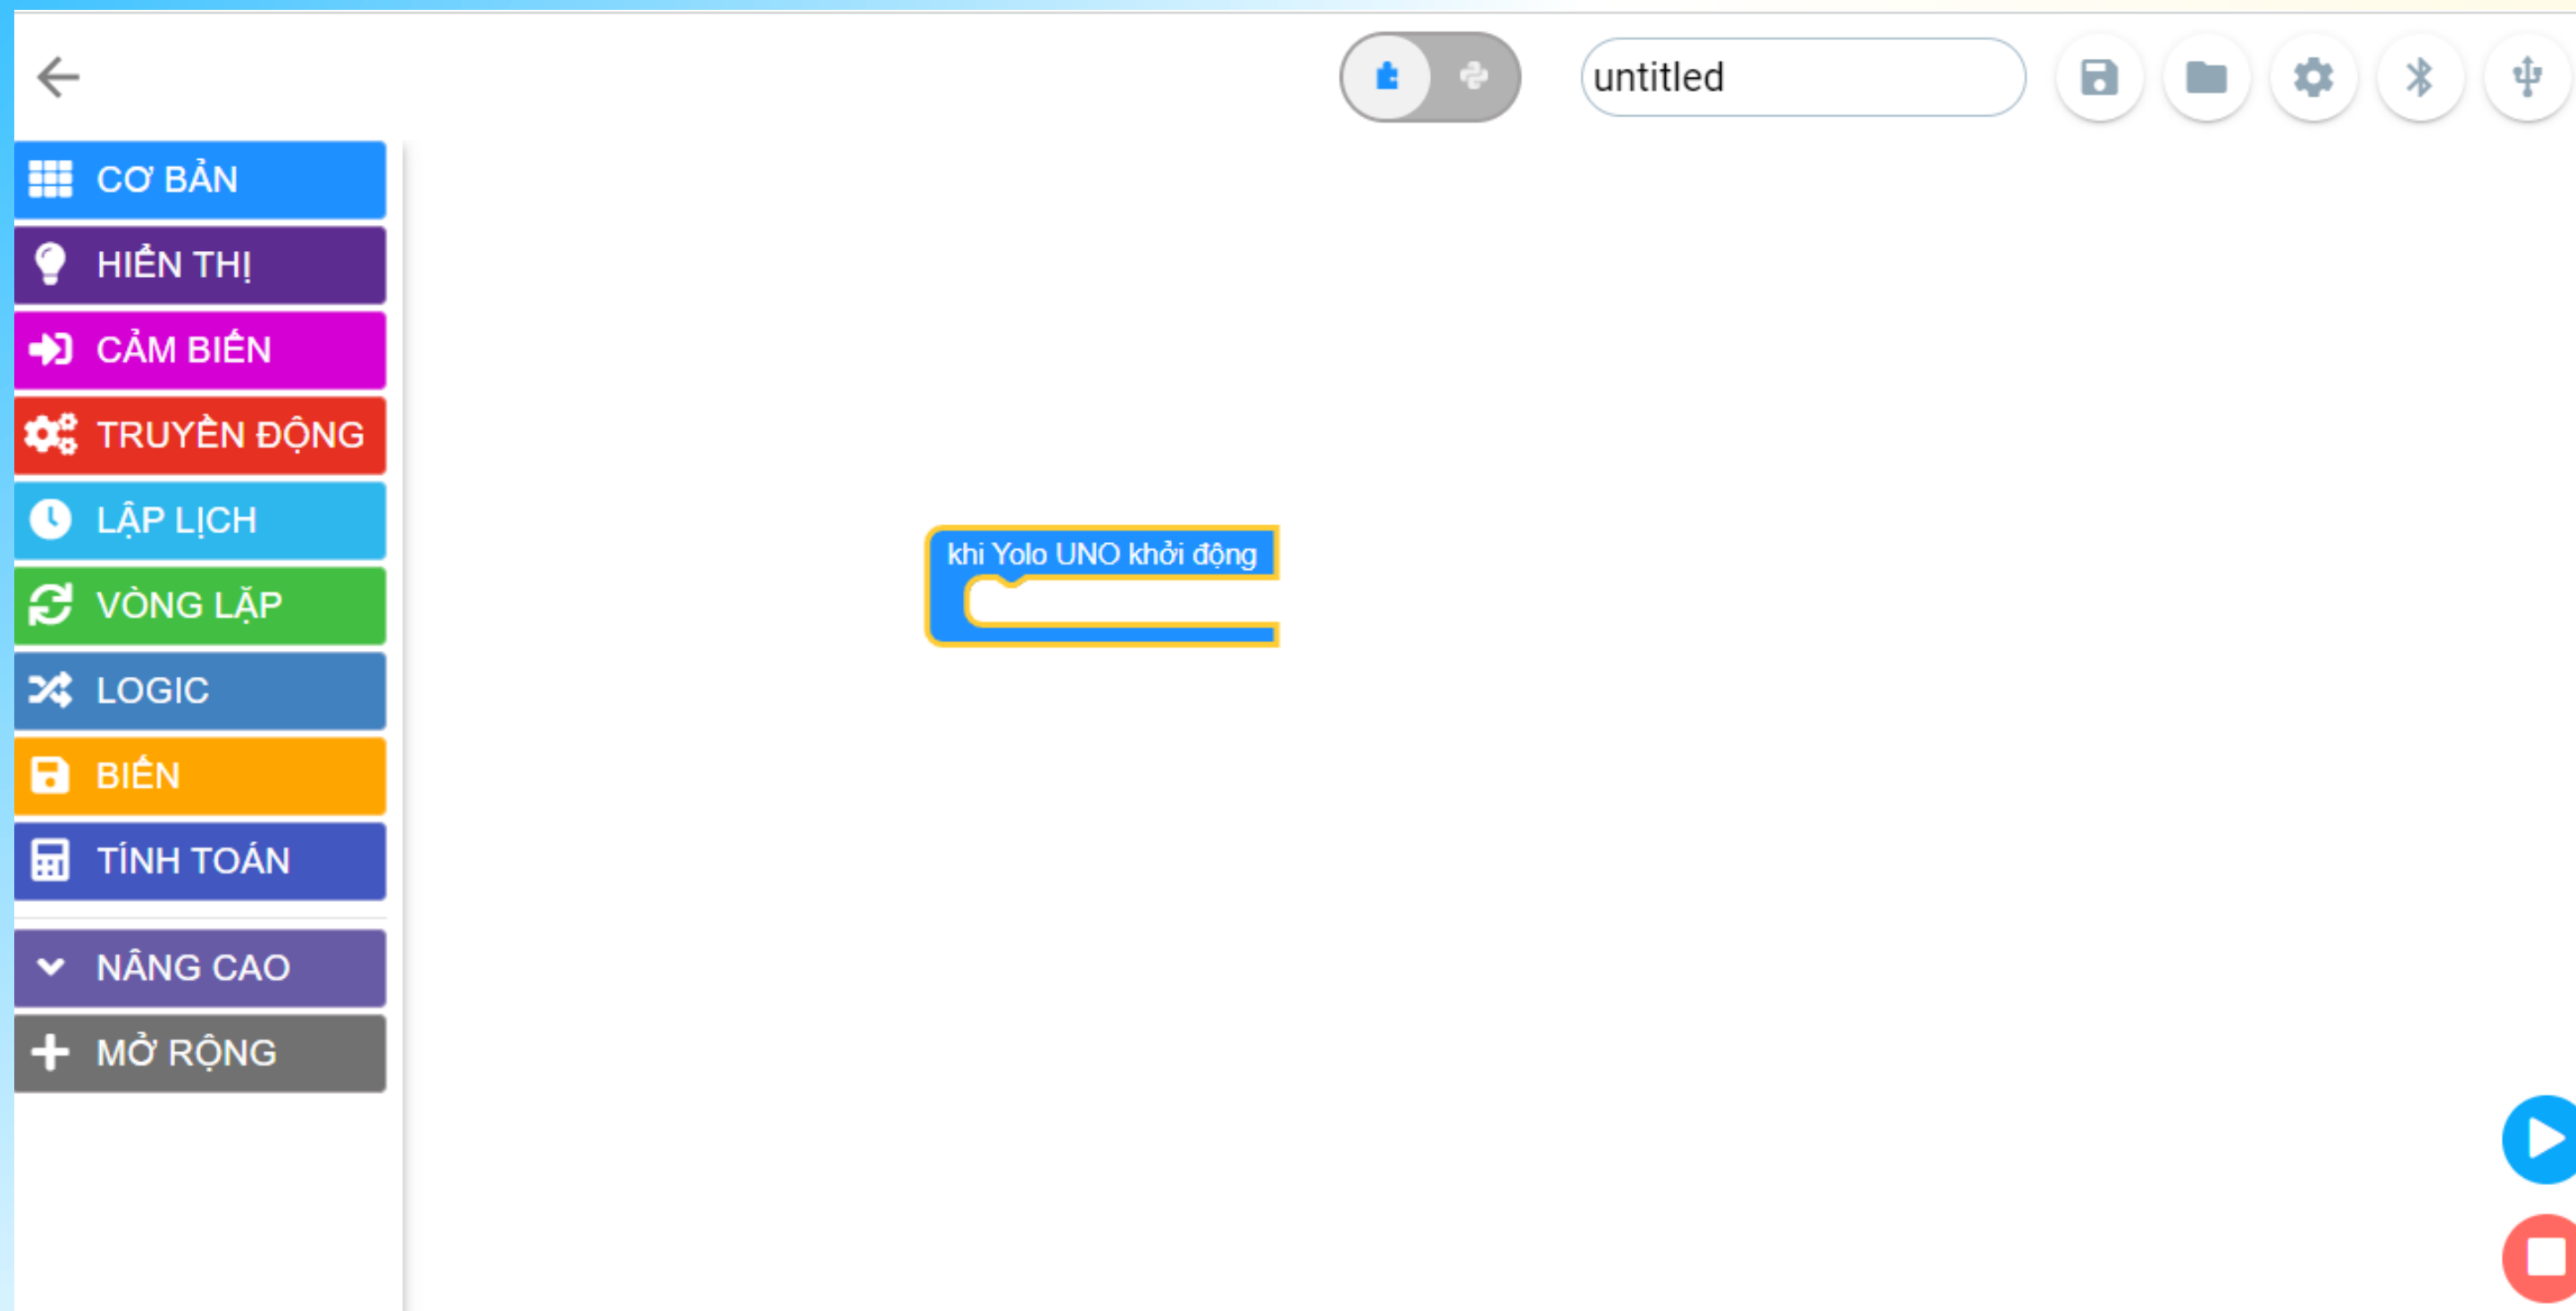 untitled
CƠ BẢN
HIỂN THỊ
CẢM BIẾN
TRUYỀN ĐỘNG
LẬP LỊCH
VÒNG LẶP
LOGIC
BIẾN
TÍNH TOÁN
NÂNG CAO
MỞ RỘNG
khi Yolo UNO khởi động